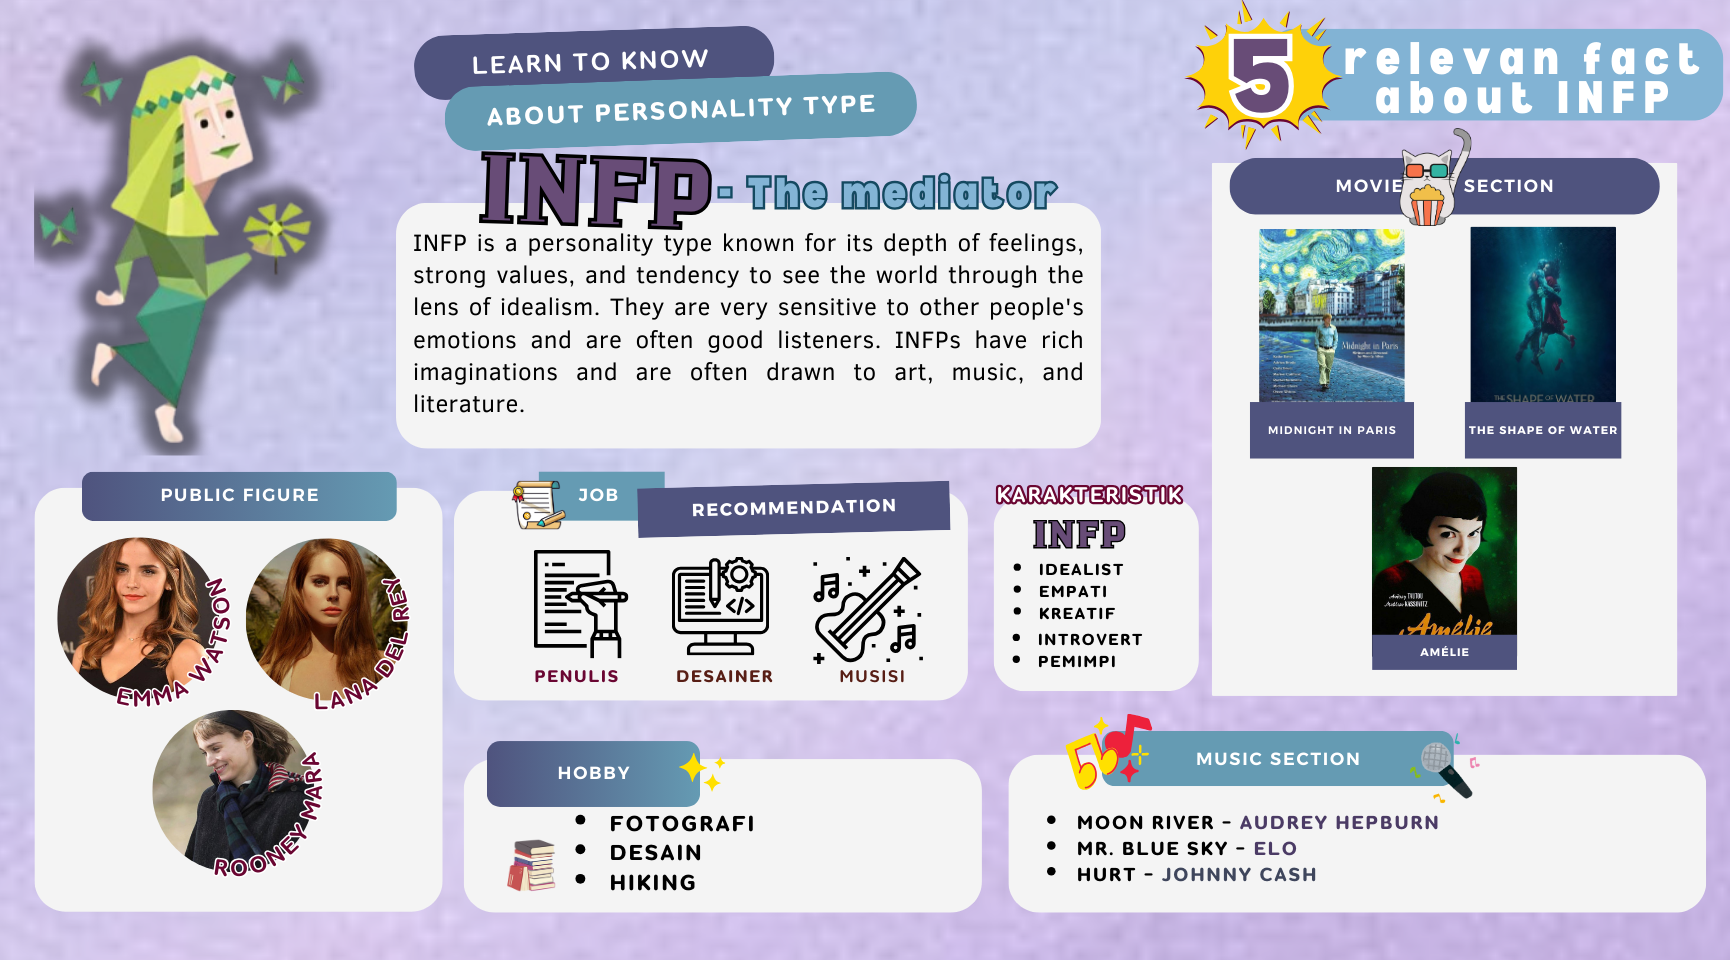 LEARN TO KNOW
ABOUT PERSONALITY TYPE
INFP - The mediator
INFP is a personality type known for its depth of feelings,
strong values, and tendency to see the world through the
lens of idealism. They are very sensitive to other people's
emotions and are often good listeners. INFPs have rich
imaginations and are often drawn to art, music, and
literature.
5 relevan fact
about INFP
MOVIE SECTION
Midnight in Paris
MIDNIGHT IN PARIS
THE SHAPE OF WATER
THE SHAPE OF WATER
Audrey TAUTOU
Mathieu KASSOVITZ
Amélie
AMÉLIE
PUBLIC FIGURE
EMMA WATSON
LANA DEL REY
ROONEY MARA
JOB
RECOMMENDATION
PENULIS
DESAINER
MUSISI
KARAKTERISTIK
INFP
• IDEALIST
• EMPATI
• KREATIF
• INTROVERT
• PEMIMPI
HOBBY
• FOTOGRAFI
• DESAIN
• HIKING
MUSIC SECTION
• MOON RIVER - AUDREY HEPBURN
• MR. BLUE SKY - ELO
• HURT - JOHNNY CASH